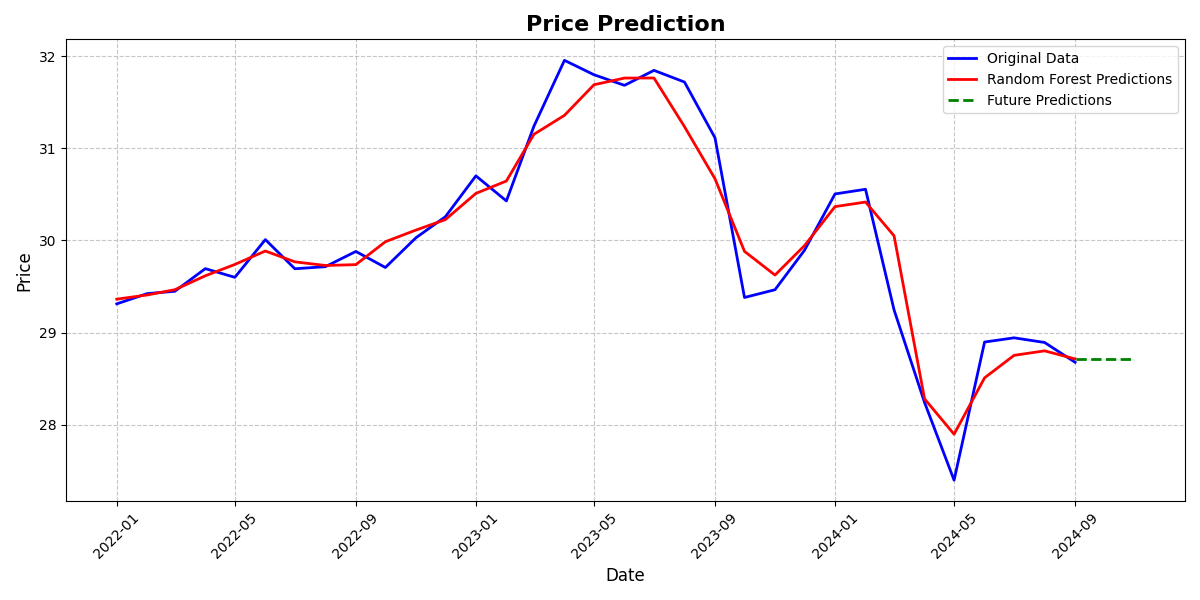 Price Prediction
Original Data
Random Forest Predictions
Future Predictions
Price
32
31
30
29
28
2022-01
2022-05
2022-09
2023-01
2023-05
2023-09
2024-01
2024-05
2024-09
Date